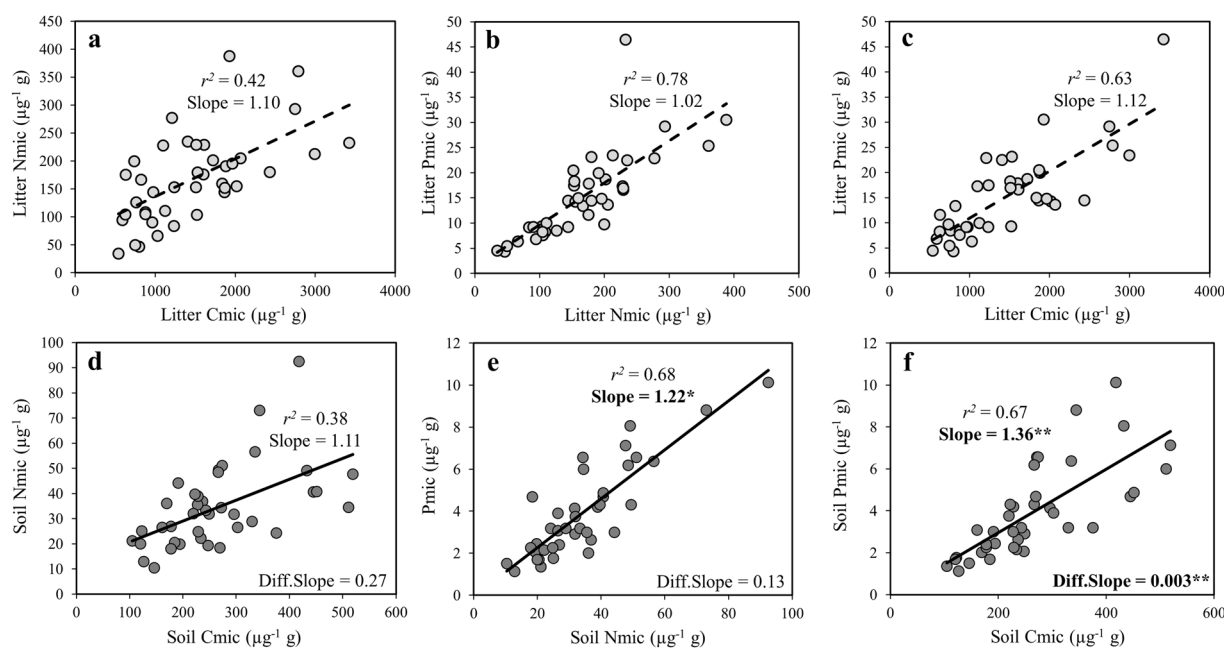 a
r² = 0.42
Slope = 1.10
450
400
350
300
250
200
150
100
50
0
Litter Nmic (µg⁻¹ g)
0 1000 2000 3000 4000
Litter Cmic (µg⁻¹ g)
b
r² = 0.78
Slope = 1.02
50
45
40
35
30
25
20
15
10
5
0
Litter Pmic (µg⁻¹ g)
0 100 200 300 400 500
Litter Nmic (µg⁻¹ g)
c
r² = 0.63
Slope = 1.12
50
45
40
35
30
25
20
15
10
5
0
Litter Pmic (µg⁻¹ g)
0 1000 2000 3000 4000
Litter Cmic (µg⁻¹ g)
d
r² = 0.38
Slope = 1.11
Diff.Slope = 0.27
100
90
80
70
60
50
40
30
20
10
0
Soil Nmic (µg⁻¹ g)
0 100 200 300 400 500 600
Soil Cmic (µg⁻¹ g)
e
r² = 0.68
Slope = 1.22*
Diff.Slope = 0.13
12
10
8
6
4
2
0
Pmic (µg⁻¹ g)
0 20 40 60 80 100
Soil Nmic (µg⁻¹ g)
f
r² = 0.67
Slope = 1.36**
Diff.Slope = 0.003**
12
10
8
6
4
2
0
Soil Pmic (µg⁻¹ g)
0 200 400 600
Soil Cmic (µg⁻¹ g)